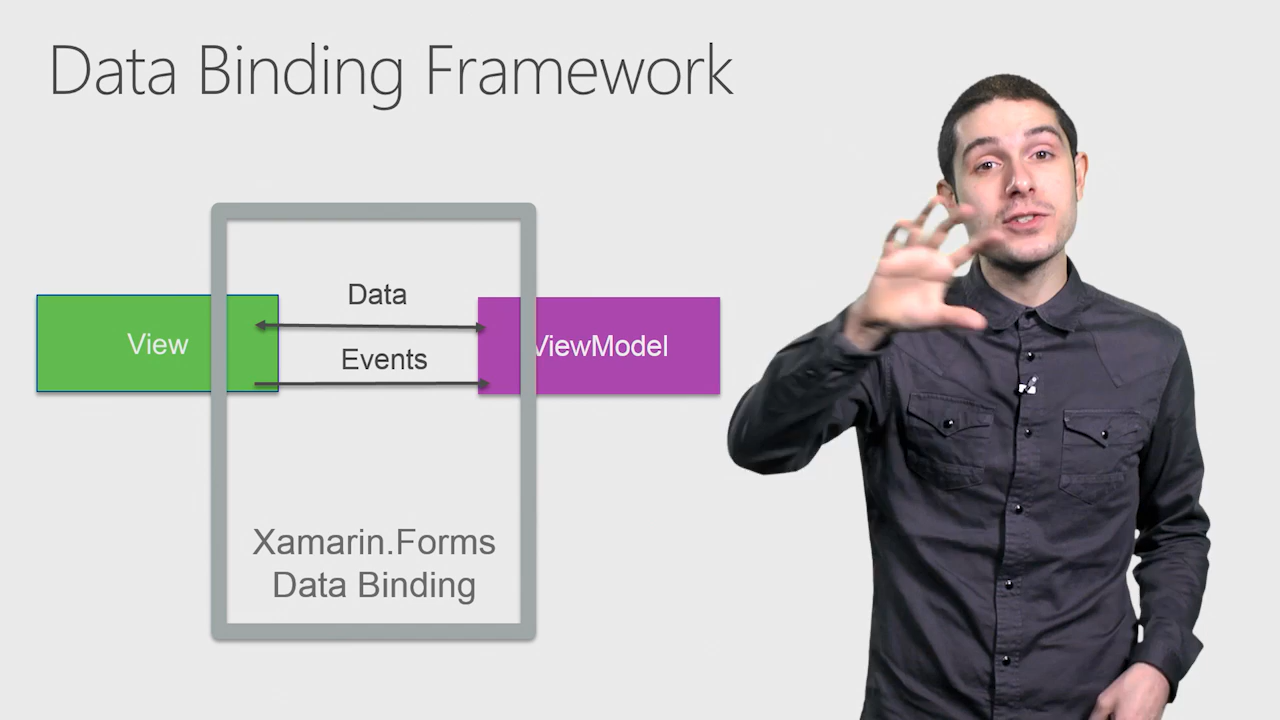 Data Binding Framework
Data
View
Events
ViewModel
Xamarin.Forms
Data Binding